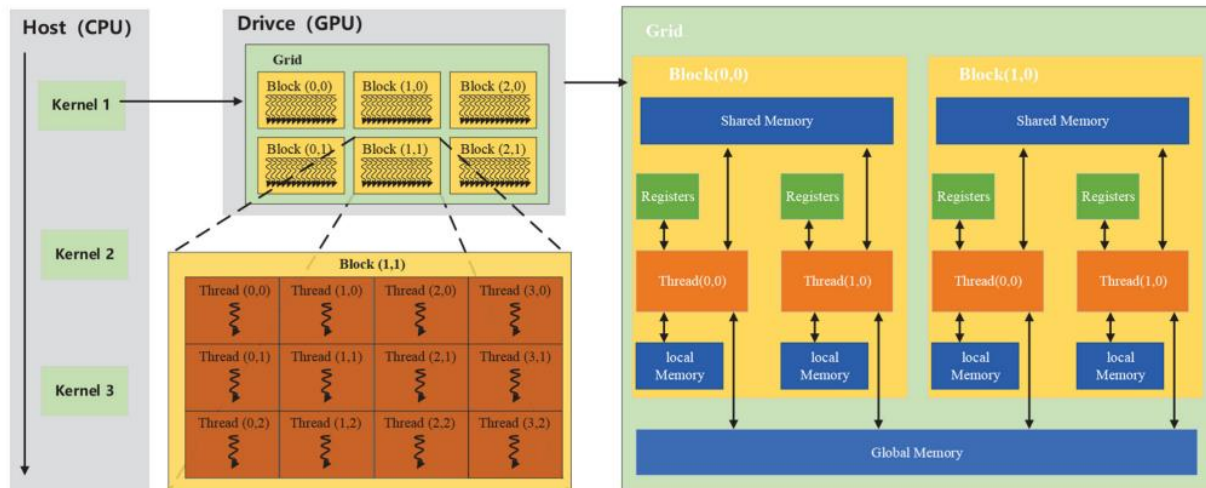 Host (CPU)
Kernel 1
Kernel 2
Kernel 3
Drivce (GPU)
Grid
Block (0,0)
Block (1,0)
Block (2,0)
Block (0,1)
Block (1,1)
Block (2,1)
Block (1,1)
Thread (0,0)
Thread (1,0)
Thread (2,0)
Thread (3,0)
Thread (0,1)
Thread (1,1)
Thread (2,1)
Thread (3,1)
Thread (0,2)
Thread (1,2)
Thread (2,2)
Thread (3,2)
Grid
Block(0,0)
Shared Memory
Registers
Registers
Thread(0,0)
Thread(1,0)
local
Memory
local
Memory
Block(1,0)
Shared Memory
Registers
Registers
Thread(0,0)
Thread(1,0)
local
Memory
local
Memory
Global Memory